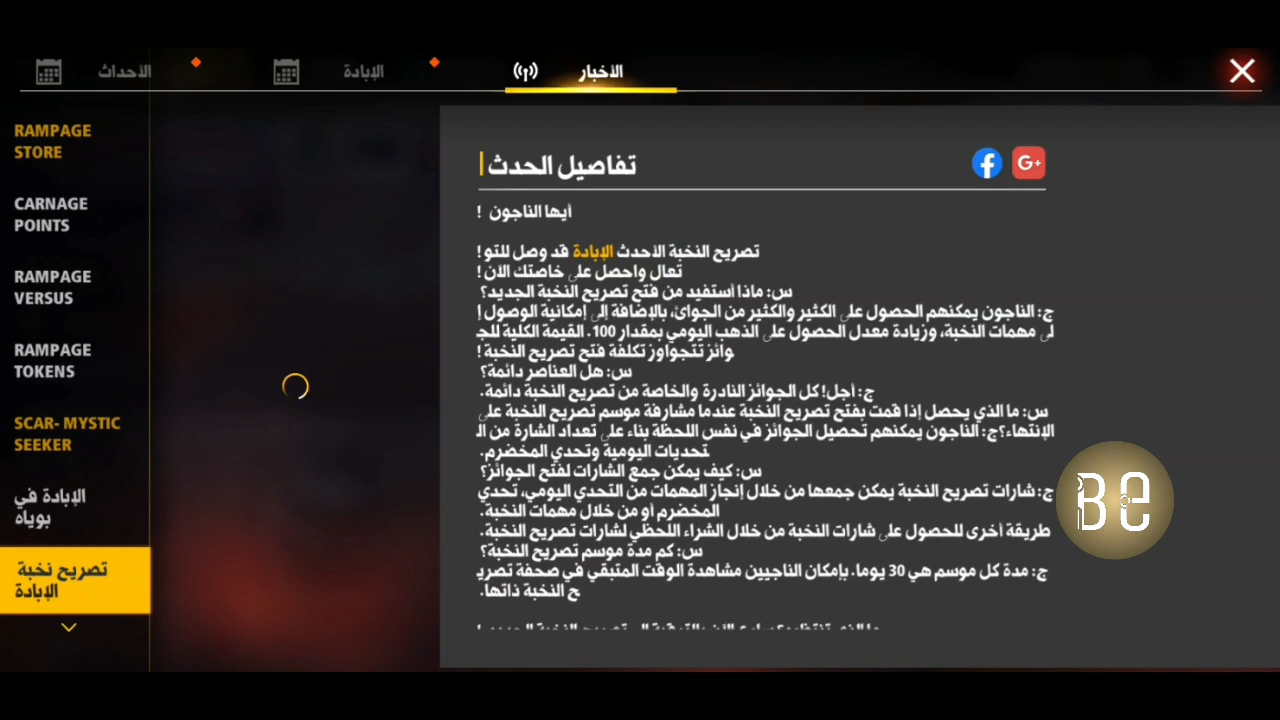 الأحداث
الإبادة
الأخبار
RAMPAGE
STORE
CARNAGE
POINTS
RAMPAGE
VERSUS
RAMPAGE
TOKENS
SCAR- MYSTIC
SEEKER
الإبادة في
بوياه
تصريح نخبة
الإبادة
تفاصيل الحدث
G+
أيها الناجون !
تصريح النخبة الأحدث الإبادة قد وصل للتو!
تعال واحصل على خاصتك الآن!
س: ماذا أستفيد من فتح تصريح النخبة الجديد؟
ج: الناجون يمكنهم الحصول على الكثير والكثير من الجوائ، بالإضافة إلى إمكانية الوصول إ
لى مهمات النخبة، وزيادة معدل الحصول على الذهب اليومي بمقدار 100. القيمة الكلية للج
وائز تتجواوز تكلفة فتح تصريح النخبة!
س: هل العناصر دائمة؟
ج: أجل! كل الجوائز النادرة والخاصة من تصريح النخبة دائمة.
س: ما الذي يحصل إذا قمت بفتح تصريح النخبة عندما مشارفة موسم تصريح النخبة على
الإنتهاء؟ج: الناجون يمكنهم تحصيل الجوائز في نفس اللحظة بناء على تعداد الشارة من ال
تحديات اليومية وتحدي المخضرم.
س: كيف يمكن جمع الشارات لفتح الجوائز؟
ج: شارات تصريح النخبة يمكن جمعها من خلال إنجاز المهمات من التحدي اليومي، تحدي
المخضرم أو من خلال مهمات النخبة.
طريقة أخرى للحصول على شارات النخبة من خلال الشراء اللحظي لشارات تصريح النخبة.
س: كم مدة موسم تصريح النخبة؟
ج: مدة كل موسم هي 30 يوما. بإمكان الناجيين مشاهدة الوقت المتبقي في صحفة تصري
ح النخبة ذاتها.